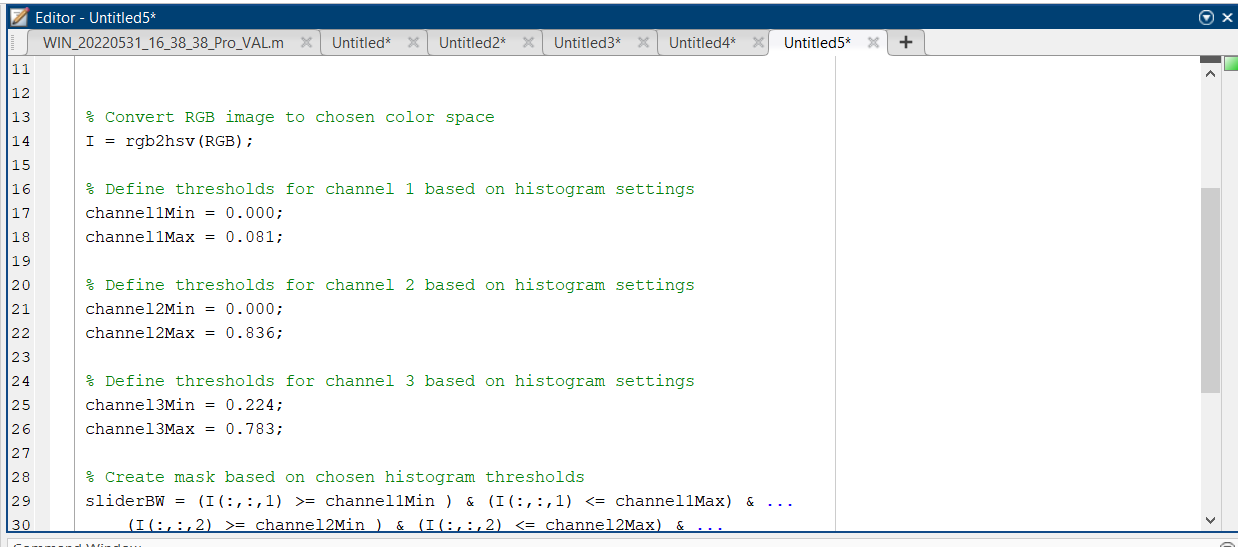 Editor - Untitled5*
WIN_20220531_16_38_38_Pro_VAL.m Untitled* Untitled2* Untitled3* Untitled4* Untitled5*
11
12
13 % Convert RGB image to chosen color space
14 I = rgb2hsv(RGB);
15
16 % Define thresholds for channel 1 based on histogram settings
17 channel1Min = 0.000;
18 channel1Max = 0.081;
19
20 % Define thresholds for channel 2 based on histogram settings
21 channel2Min = 0.000;
22 channel2Max = 0.836;
23
24 % Define thresholds for channel 3 based on histogram settings
25 channel3Min = 0.224;
26 channel3Max = 0.783;
27
28 % Create mask based on chosen histogram thresholds
29 sliderBW = (I(:,:,1) >= channel1Min ) & (I(:,:,1) <= channel1Max) & ...
30 (I(:,:,2) >= channel2Min ) & (I(:,:,2) <= channel2Max) & ...
Command Window